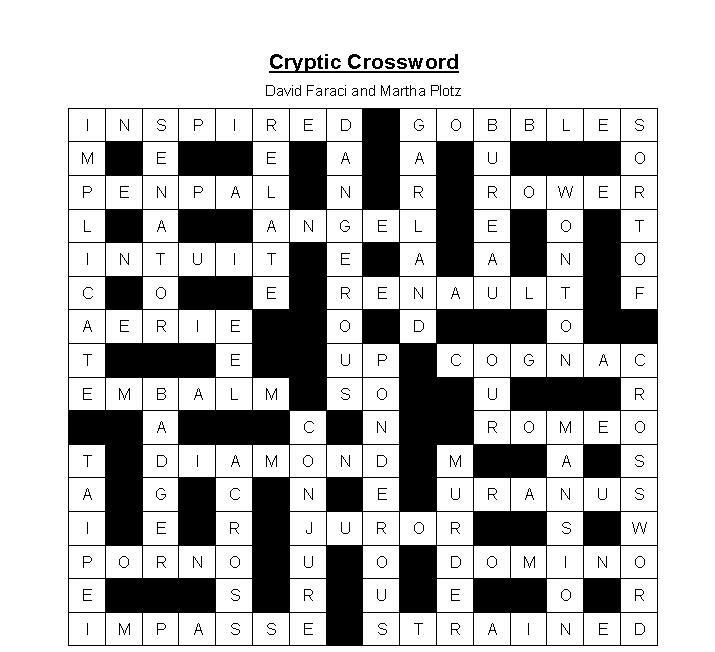 Cryptic Crossword
David Faraci and Martha Plotz
I N S P I R E D G O B B L E S
M E E A A U O
P E N P A L N R R O W E R
L A A N G E L E O T
I N T U I T E A A N O
C O E R E N A U L T F
A E R I E O D O
T E U P C O G N A C
E M B A L M S O U R
A C N R O M E O
T D I A M O N D M A S
A G C N E U R A N U S
I E R J U R O R S W
P O R N O U O D O M I N O
E S R U E O R
I M P A S S E S T R A I N E D